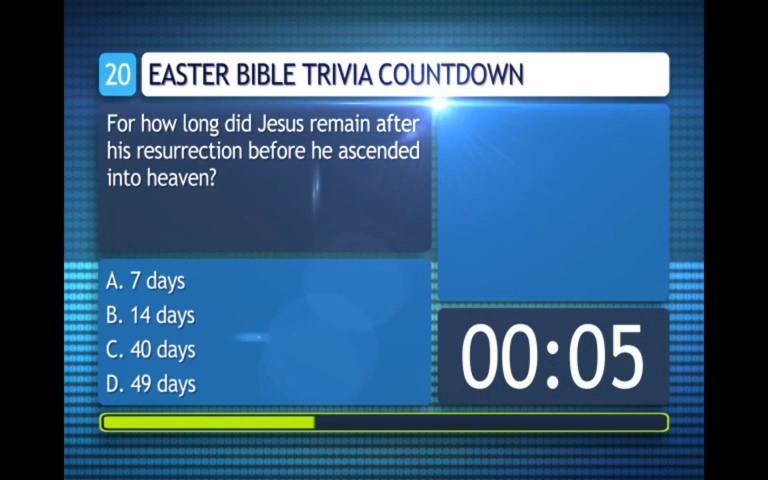 20 EASTER BIBLE TRIVIA COUNTDOWN
For how long did Jesus remain after
his resurrection before he ascended
into heaven?
A. 7 days
B. 14 days
C. 40 days
D. 49 days
00:05